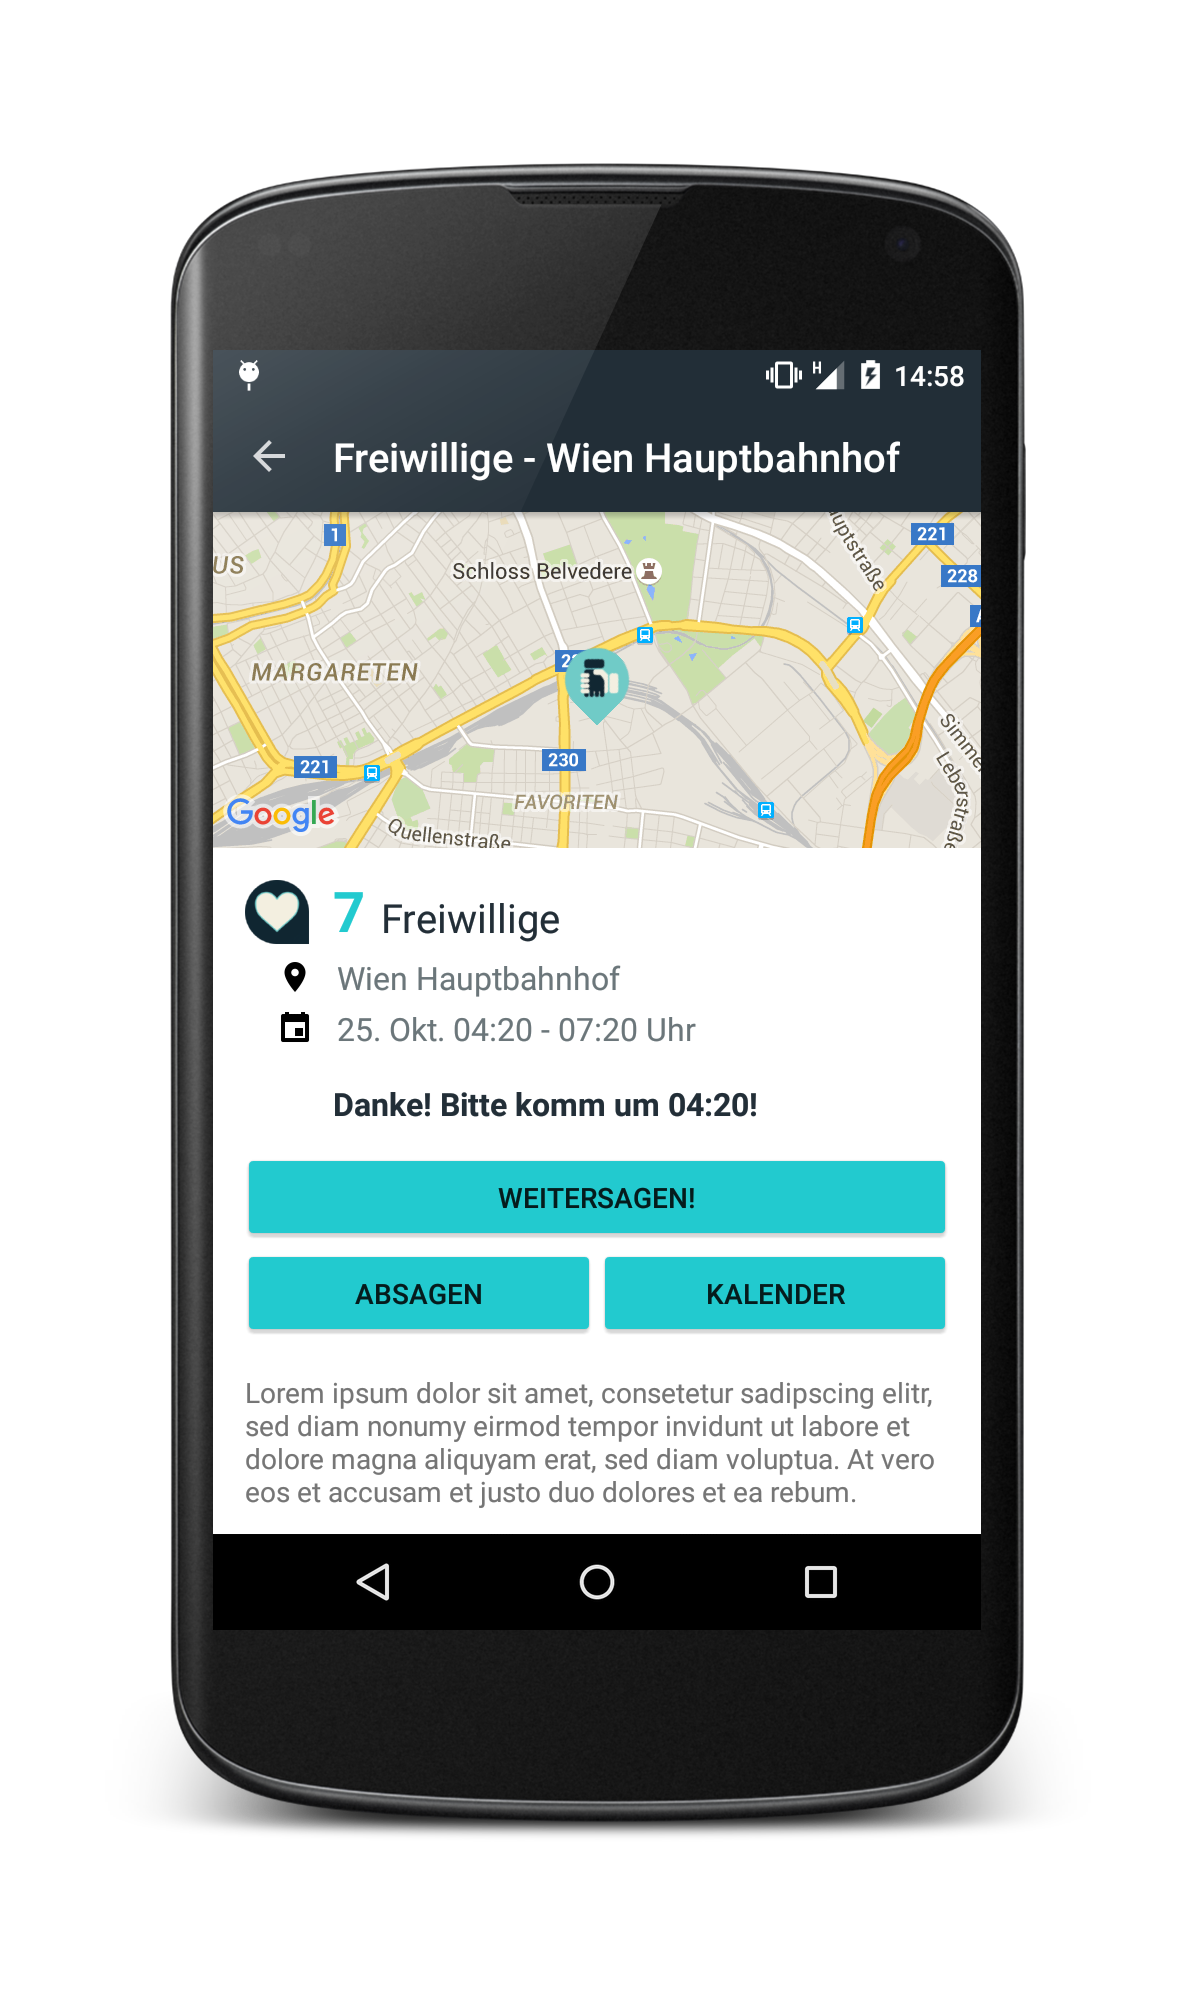 H 14:58
Freiwillige - Wien Hauptbahnhof
1
221
228
US
Schloss Belvedere
MARGARETEN
230
221
FAVORITEN
Google
Quellenstraße
Leberstraße
7 Freiwillige
Wien Hauptbahnhof
25. Okt. 04:20 - 07:20 Uhr
Danke! Bitte komm um 04:20!
WEITERSAGEN!
ABSAGEN KALENDER
Lorem ipsum dolor sit amet, consetetur sadipscing elitr,
sed diam nonumy eirmod tempor invidunt ut labore et
dolore magna aliquyam erat, sed diam voluptua. At vero
eos et accusam et justo duo dolores et ea rebum.